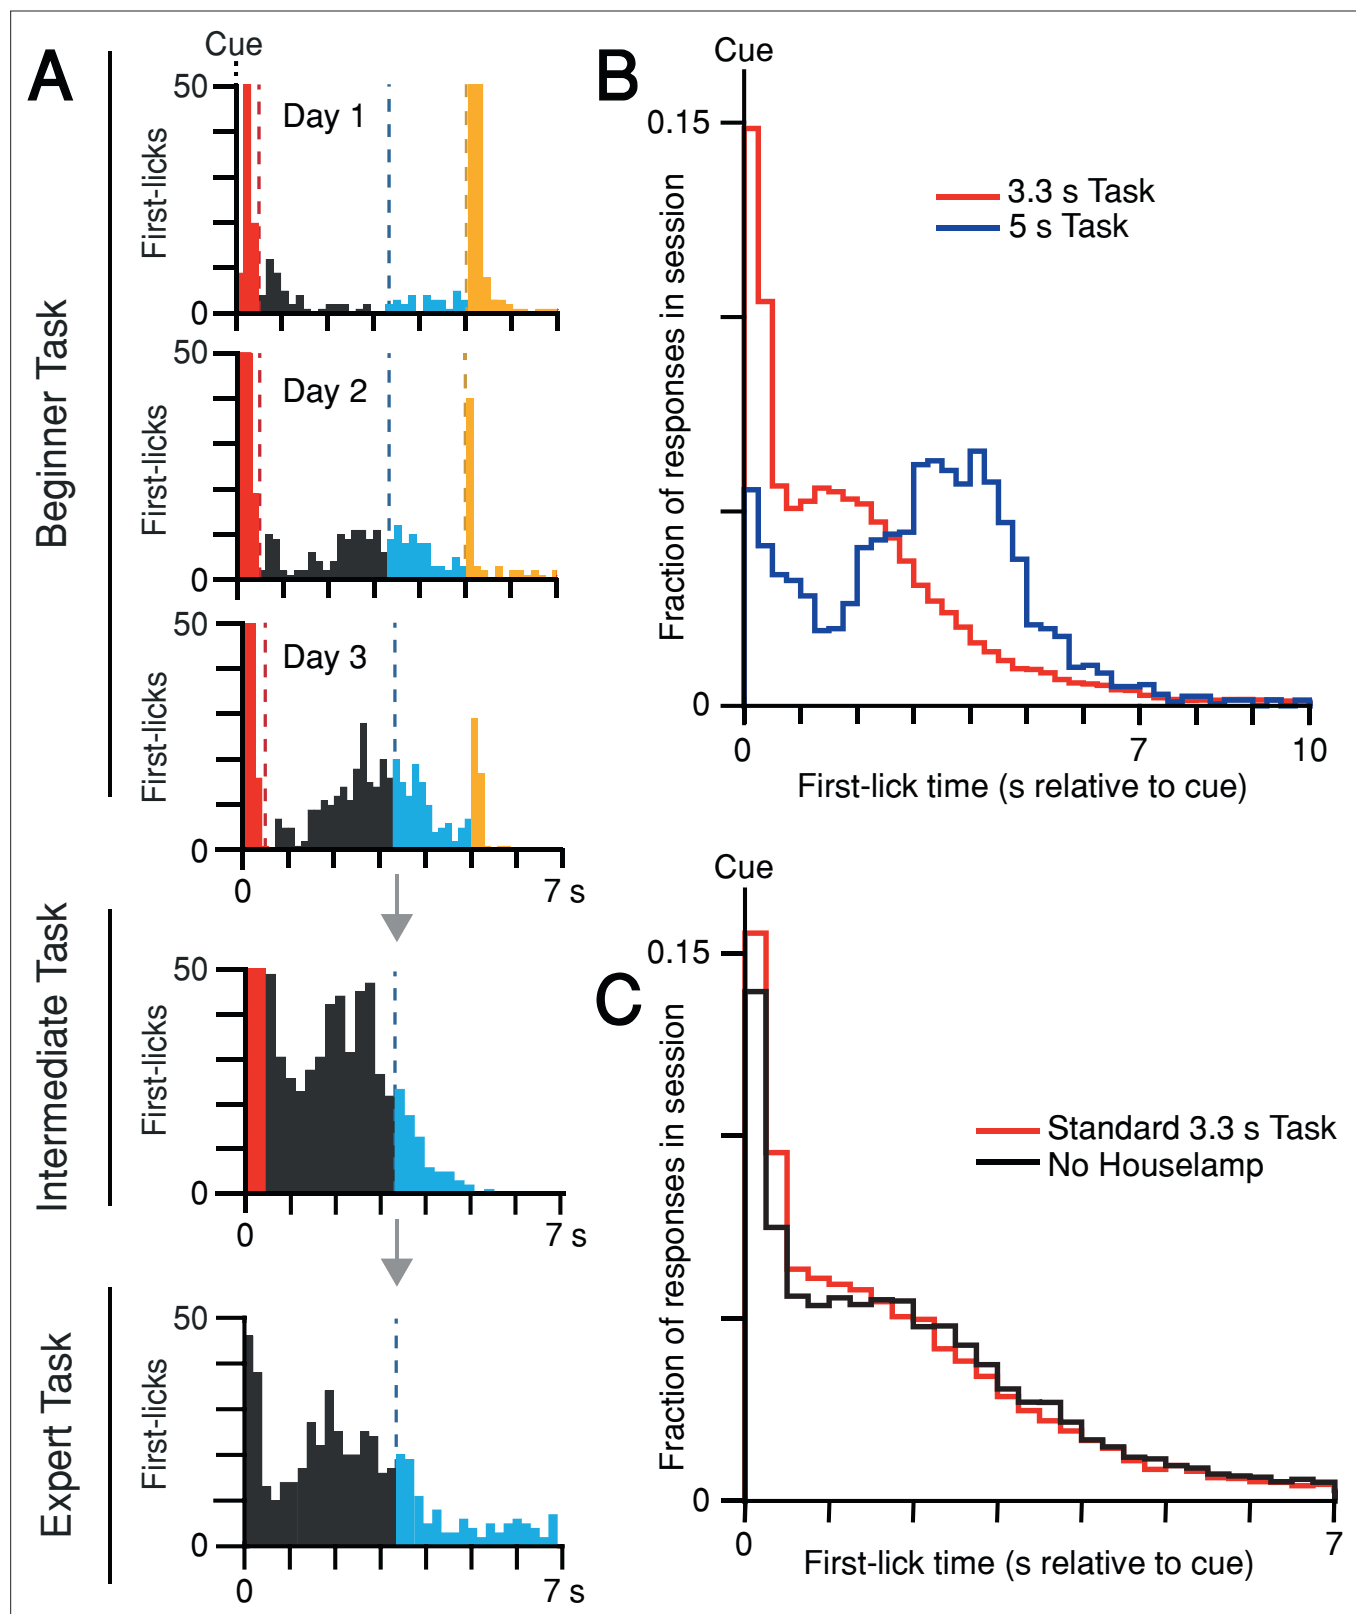 A
Cue
Beginner Task
50
First-licks
Day 1
0
50
First-licks
Day 2
0
50
First-licks
Day 3
0
0
7 s
Intermediate Task
50
First-licks
0
0
7 s
Expert Task
50
First-licks
0
0
7 s
B
Cue
0.15
Fraction of responses in session
3.3 s Task
5 s Task
0
0
7
10
First-lick time (s relative to cue)
C
Cue
0.15
Fraction of responses in session
Standard 3.3 s Task
No Houselamp
0
0
7
First-lick time (s relative to cue)